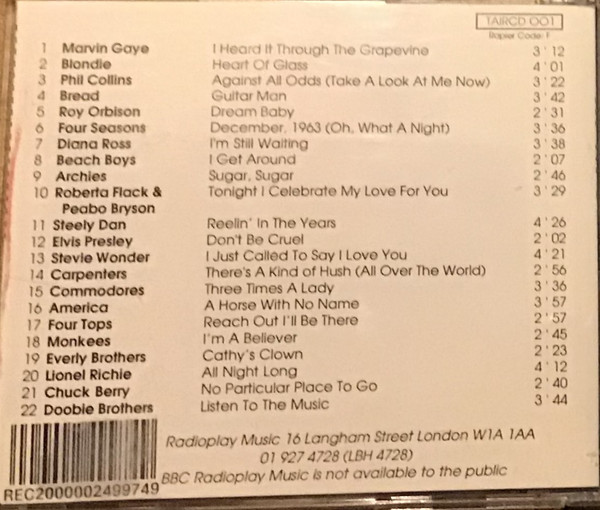 TAIRCD 001
Rapier Code: F
1 Marvin Gaye I Heard It Through The Grapevine 3'12
2 Blondie Heart Of Glass 4'01
3 Phil Collins Against All Odds (Take A Look At Me Now) 3'22
4 Bread Guitar Man 3'42
5 Roy Orbison Dream Baby 2'31
6 Four Seasons December, 1963 (Oh, What A Night) 3'36
7 Diana Ross I'm Still Waiting 3'38
8 Beach Boys I Get Around 2'07
9 Archies Sugar, Sugar 2'46
10 Roberta Flack & Tonight I Celebrate My Love For You 3'29
Peabo Bryson
11 Steely Dan Reelin' In The Years 4'26
12 Elvis Presley Don't Be Cruel 2'02
13 Stevie Wonder I Just Called To Say I Love You 4'21
14 Carpenters There's A Kind of Hush (All Over The World) 2'56
15 Commodores Three Times A Lady 3'36
16 America A Horse With No Name 3'57
17 Four Tops Reach Out I'll Be There 2'57
18 Monkees I'm A Believer 2'45
19 Everly Brothers Cathy's Clown 2'23
20 Lionel Richie All Night Long 4'12
21 Chuck Berry No Particular Place To Go 2'40
22 Doobie Brothers Listen To The Music 3'44
Radioplay Music 16 Langham Street London W1A 1AA
01 927 4728 (LBH 4728)
BBC Radioplay Music is not available to the public
REC2000002499749